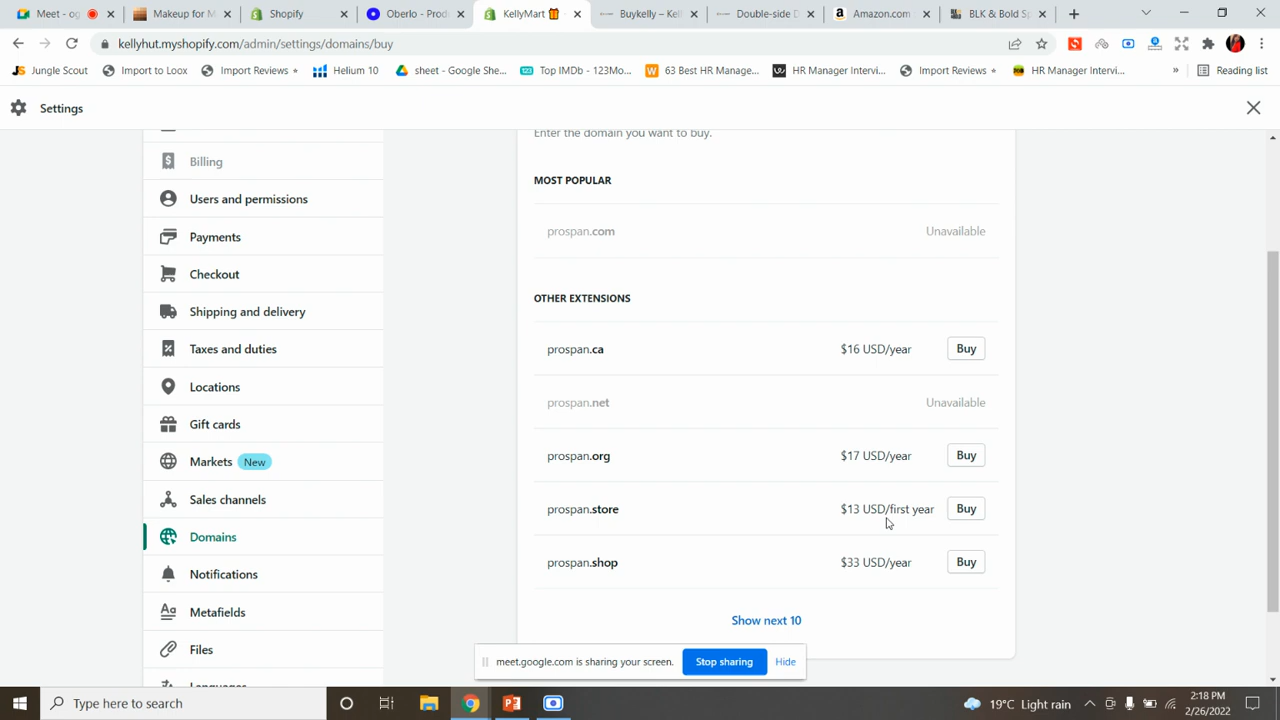 Meet - og
Makeup for M
Shopify
Oberlo - Produ
KellyMart
Buykelly – Kell
Double-side D
Amazon.com
BLK & Bold Sp
kellyhut.myshopify.com/admin/settings/domains/buy
Jungle Scout
Import to Loox
Import Reviews
Helium 10
sheet - Google She...
Top IMDb - 123Mo...
63 Best HR Manage...
HR Manager Intervi...
Import Reviews
HR Manager Intervi...
»
Reading list
Settings
Billing
Users and permissions
Payments
Checkout
Shipping and delivery
Taxes and duties
Locations
Gift cards
Markets New
Sales channels
Domains
Notifications
Metafields
Files
Languages
Enter the domain you want to buy.
MOST POPULAR
prospan.com Unavailable
OTHER EXTENSIONS
prospan.ca $16 USD/year Buy
prospan.net Unavailable
prospan.org $17 USD/year Buy
prospan.store $13 USD/first year Buy
prospan.shop $33 USD/year Buy
Show next 10
meet.google.com is sharing your screen. Stop sharing Hide
Type here to search
19°C Light rain
2:18 PM
2/26/2022